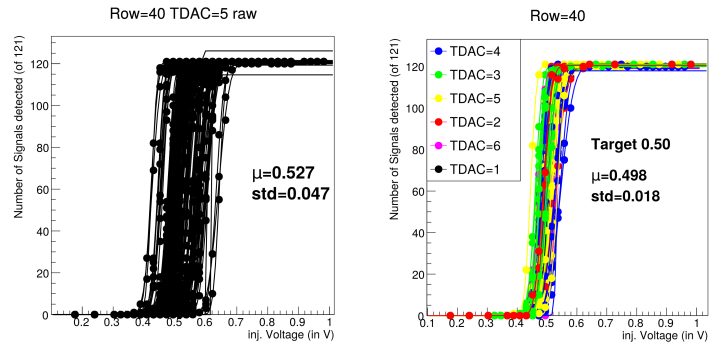 Row=40 TDAC=5 raw
Number of Signals detected (of 121)
120
100
80
60
40
20
0
μ=0.527
std=0.047
0.2 0.3 0.4 0.5 0.6 0.7 0.8 0.9 1
inj. Voltage (in V)
Row=40
Number of Signals detected (of 121)
120
100
80
60
40
20
0
TDAC=4
TDAC=3
TDAC=5
TDAC=2
TDAC=6
TDAC=1
Target 0.50
μ=0.498
std=0.018
0.1 0.2 0.3 0.4 0.5 0.6 0.7 0.8 0.9 1
inj. Voltage (in V)